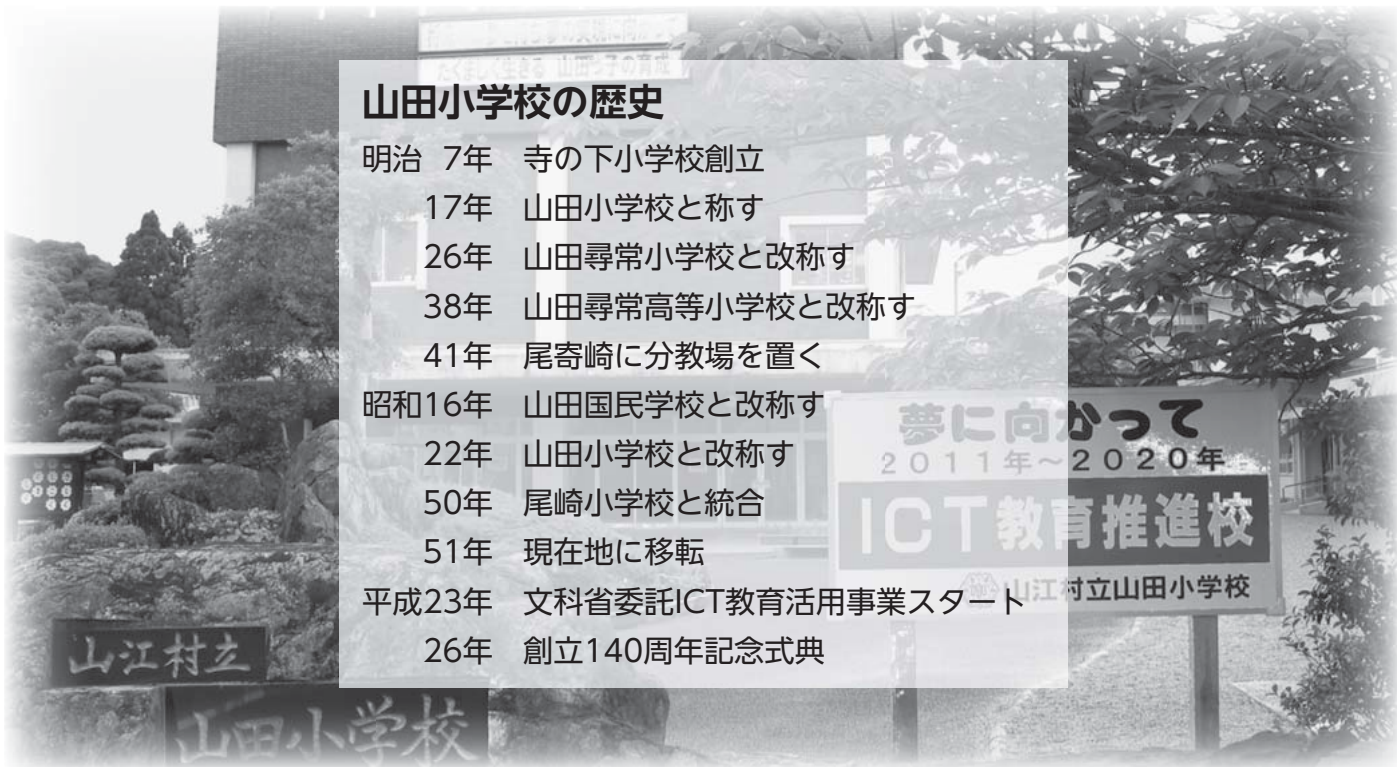 たくましく生きる 山田っ子の育成
山田小学校の歴史
明治 7年 寺の下小学校創立
17年 山田小学校と称す
26年 山田尋常小学校と改称す
38年 山田尋常高等小学校と改称す
41年 尾寄崎に分教場を置く
昭和16年 山田国民学校と改称す
22年 山田小学校と改称す
50年 尾崎小学校と統合
51年 現在地に移転
平成23年 文科省委託ICT教育活用事業スタート
26年 創立140周年記念式典
夢に向かって
2011年～2020年
ICT教育推進校
山江村立山田小学校
山江村立
山田小学校